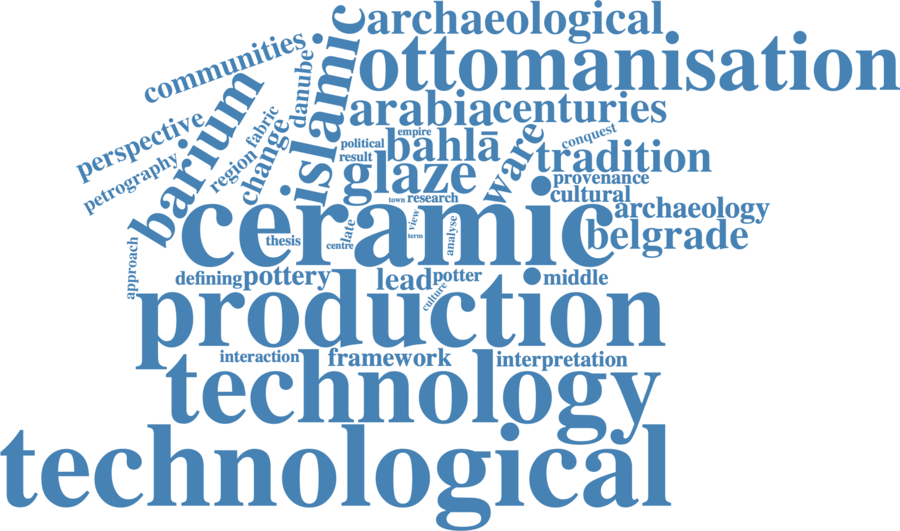 archaeological
communities
ottomanisation
danube
islamic
barium
arabia
centuries
perspective
fabric
change
region
petrography
political
empire
result
bahlā
ware
conquest
tradition
glaze
provenance
cultural
town
research
ceramic
thesis
centre
late
view
term
analyse
archaeology
belgrade
approach
defining
pottery
lead
potter
middle
culture
production
interaction
framework
interpretation
technology
technological